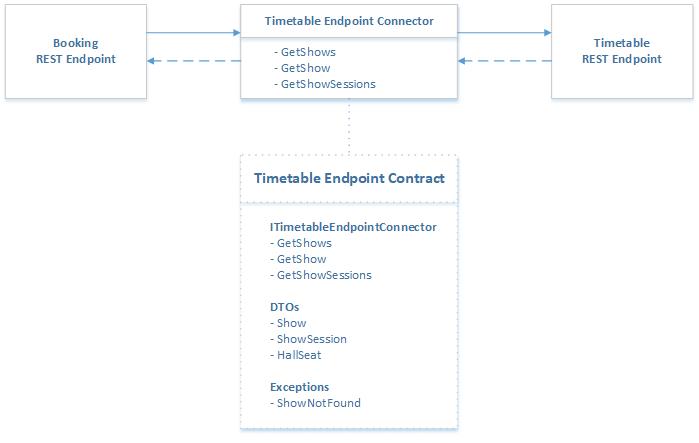 Booking
REST Endpoint
Timetable Endpoint Connector
- GetShows
- GetShow
- GetShowSessions
Timetable
REST Endpoint
Timetable Endpoint Contract
ITimetableEndpointConnector
- GetShows
- GetShow
- GetShowSessions
DTOs
- Show
- ShowSession
- HallSeat
Exceptions
- ShowNotFound